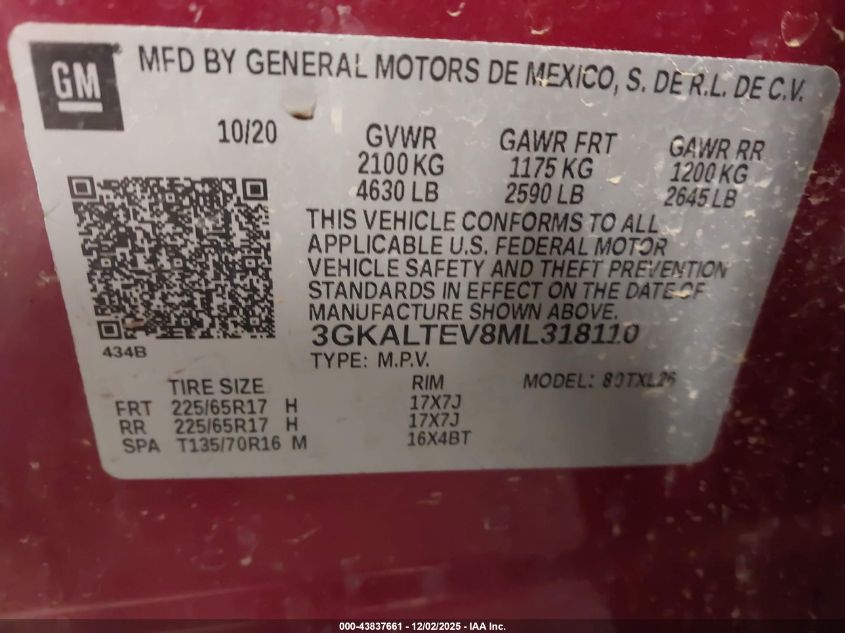 GM
MFD BY GENERAL MOTORS DE MEXICO, S. DE R.L. DE C.V.
10/20 GVWR GAWR FRT GAWR RR
2100 KG 1175 KG 1200 KG
4630 LB 2590 LB 2645 LB
THIS VEHICLE CONFORMS TO ALL
APPLICABLE U.S. FEDERAL MOTOR
VEHICLE SAFETY AND THEFT PREVENTION
STANDARDS IN EFFECT ON THE DATE OF
MANUFACTURE SHOWN ABOVE.
3GKALTEV8ML318110
434B
TYPE: M.P.V.
TIRE SIZE RIM MODEL:
FRT 225/65R17 H 17X7J
RR 225/65R17 H 17X7J
SPA T135/70R16 M 16X4BT
000-43837661 - 12/02/2025 - IAA Inc.